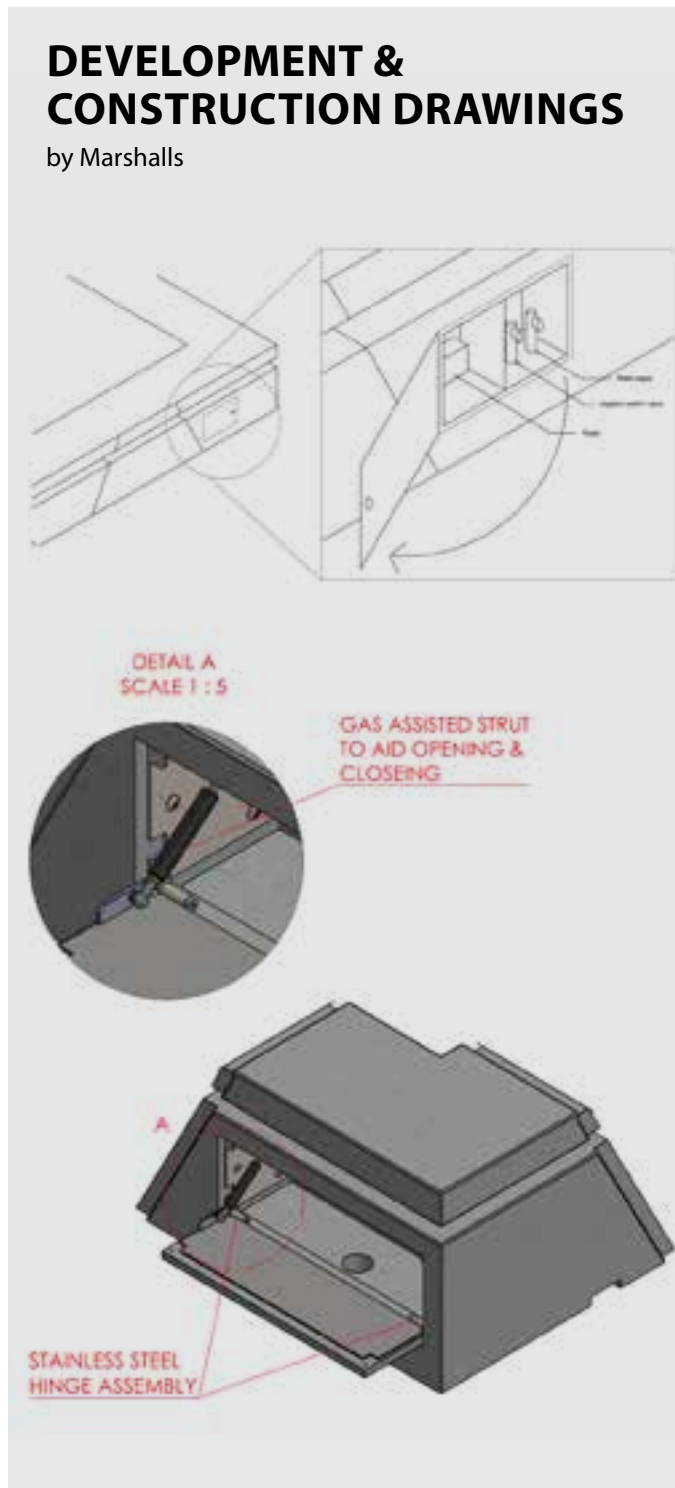 DEVELOPMENT &
CONSTRUCTION DRAWINGS
by Marshalls
DETAIL A
SCALE 1 : 5
GAS ASSISTED STRUT
TO AID OPENING &
CLOSEING
A
STAINLESS STEEL
HINGE ASSEMBLY